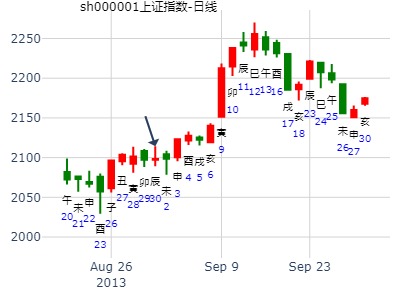 sh000001上证指数-日线
2250
2200
2150
2100
2050
2000
午 未 申 酉 子 丑 寅 卯 辰 未 申 酉 戌 亥 寅 卯 辰 巳 午 酉 戌 亥 辰 巳 午 未 申 亥
20 21 22 23 26 27 28 29 30 2 3 4 5 6 9 10 11 12 13 16 17 18 23 24 25 26 27 30
Aug 26 Sep 9 Sep 23
2013